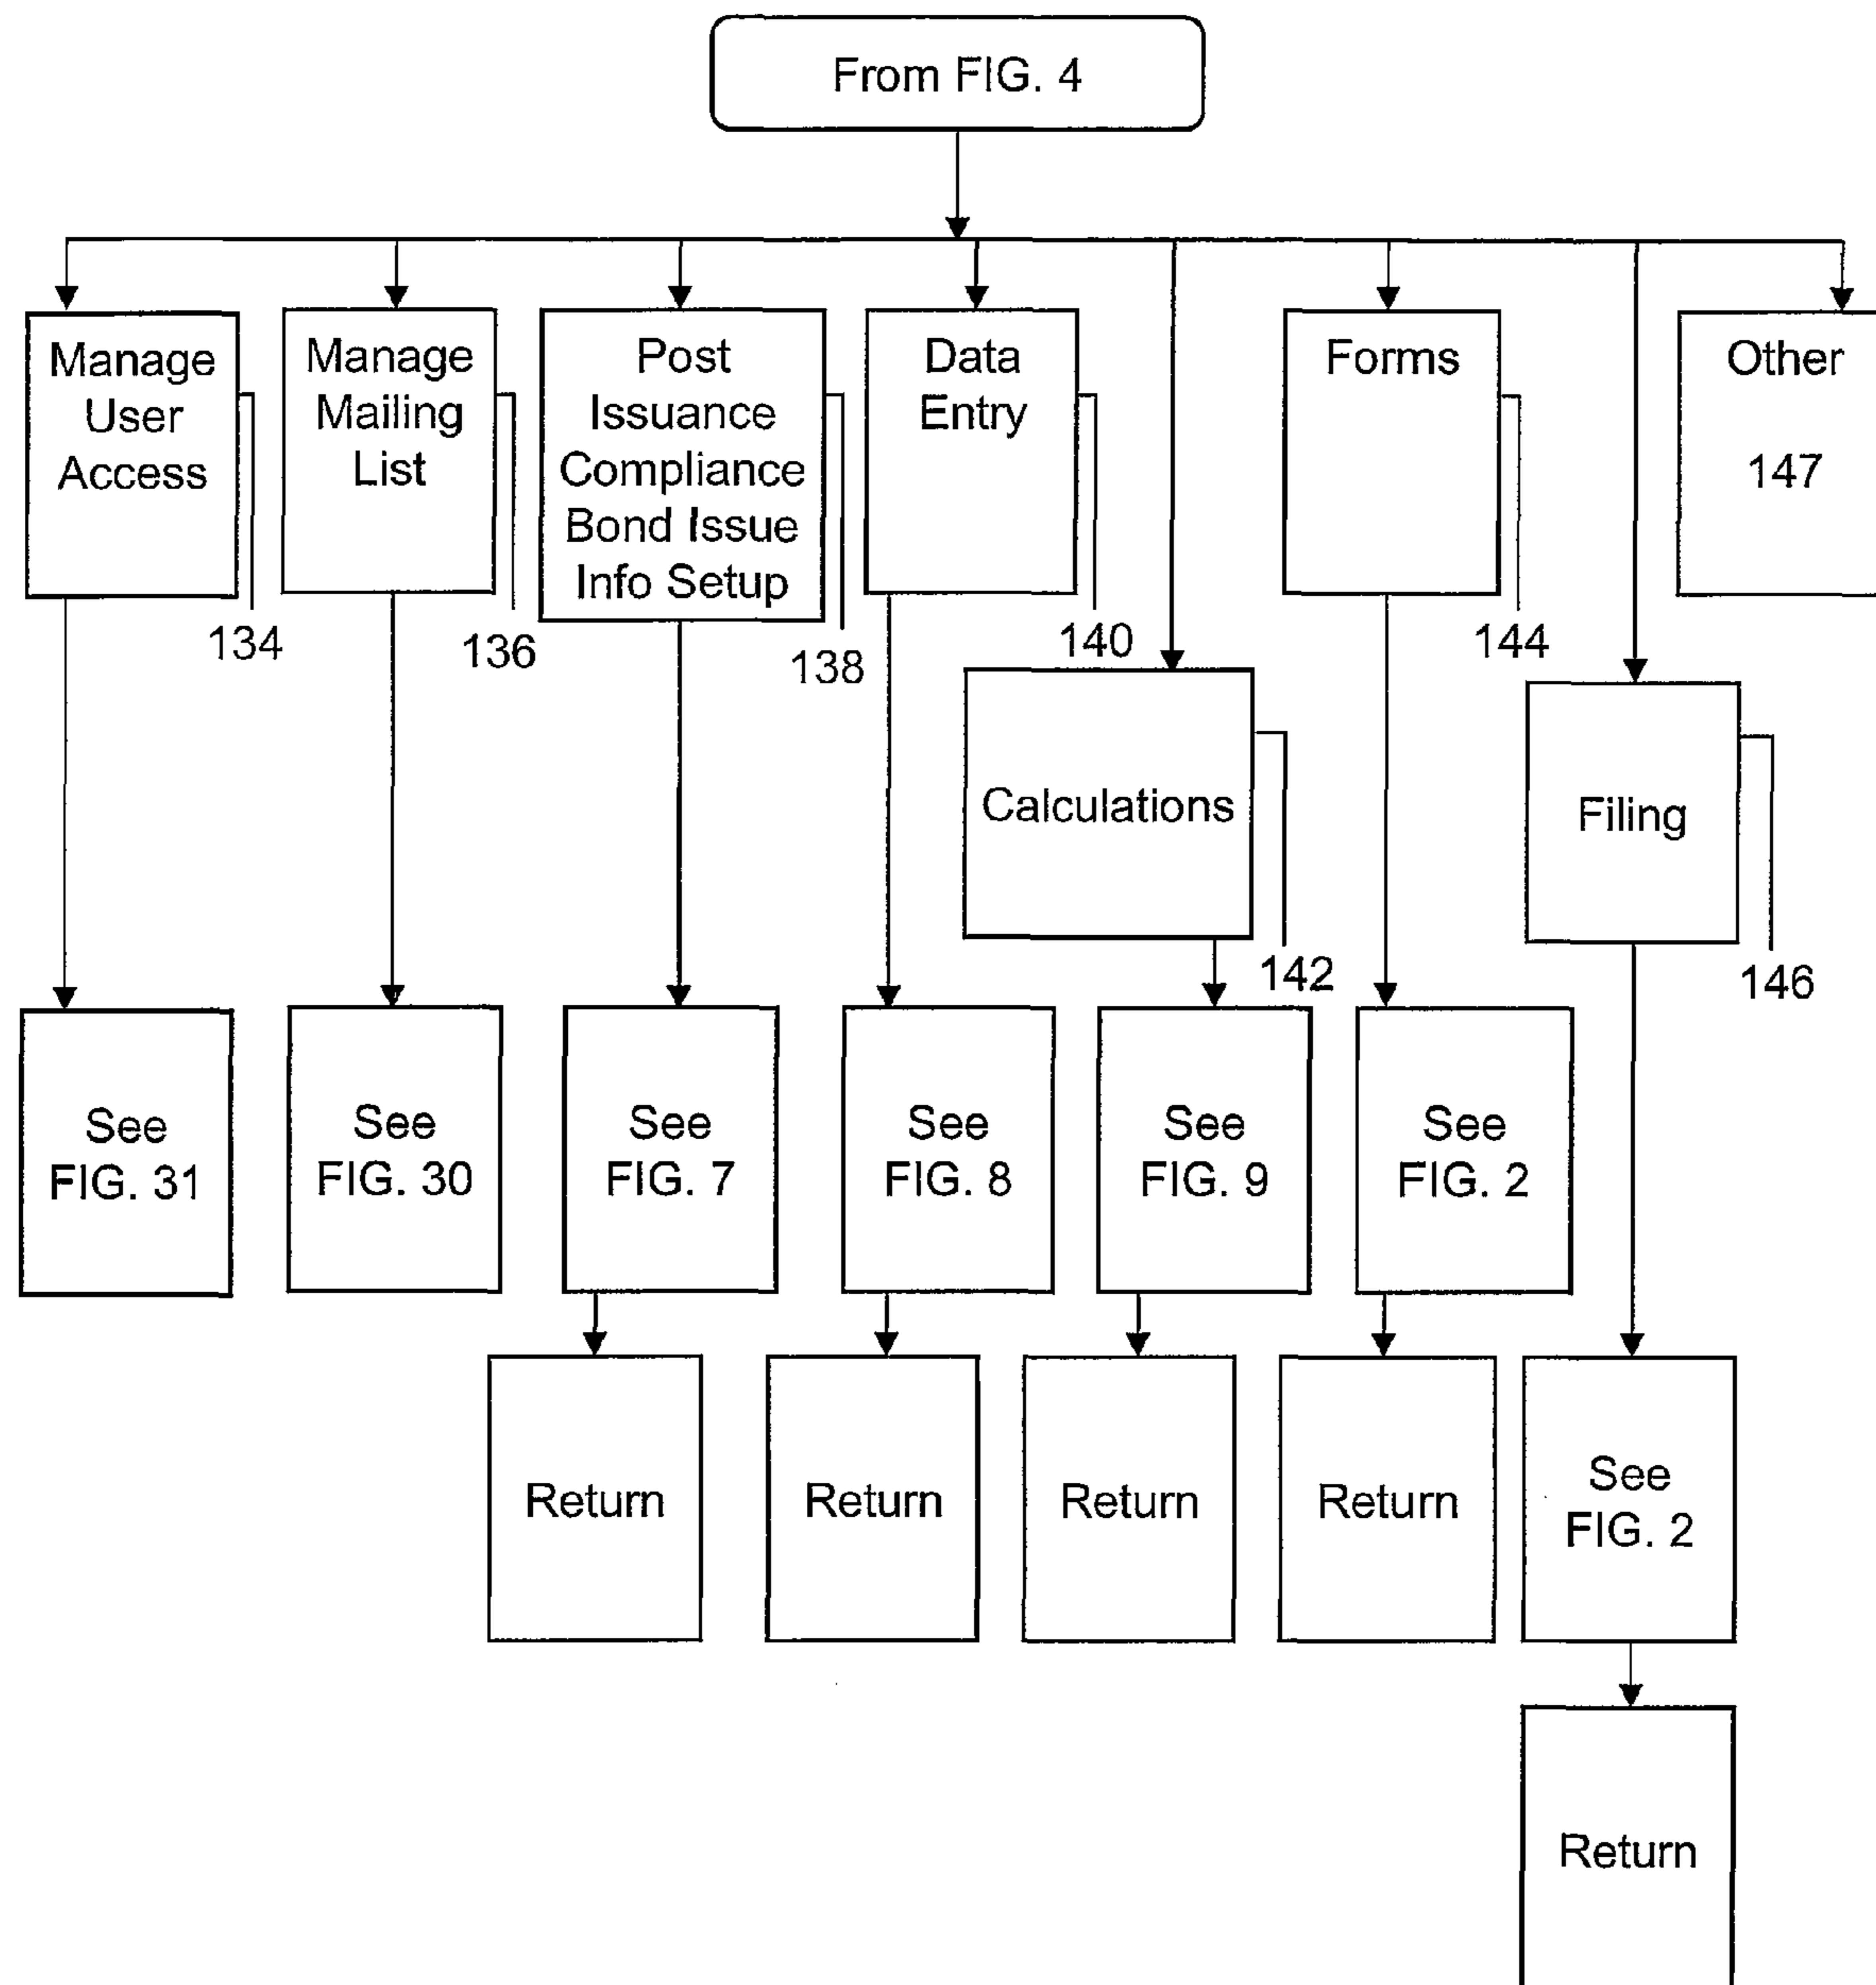 From FIG. 4
Manage
User
Access
134
Manage
Mailing
List
136
Post
Issuance
Compliance
Bond Issue
Info Setup
138
Data
Entry
140
Calculations
142
Forms
144
Filing
146
Other
147
See
FIG. 31
See
FIG. 30
See
FIG. 7
See
FIG. 8
See
FIG. 9
See
FIG. 2
Return
Return
Return
Return
See
FIG. 2
Return